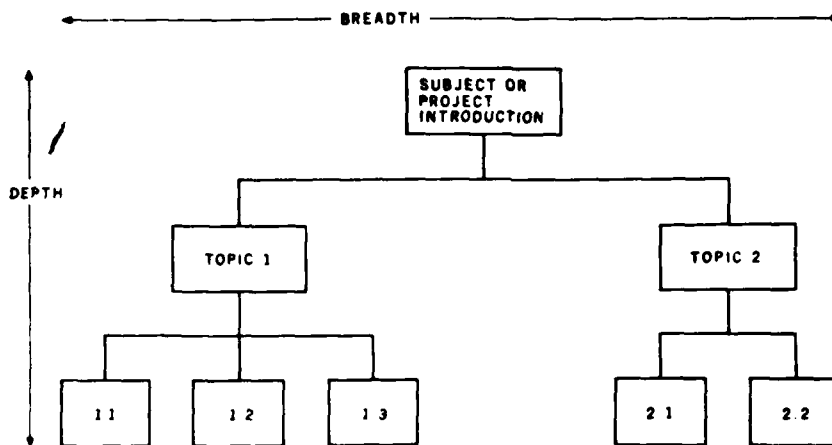 BREADTH
SUBJECT OR
PROJECT
INTRODUCTION
DEPTH
TOPIC 1
TOPIC 2
1 1
1 2
1 3
2 1
2.2